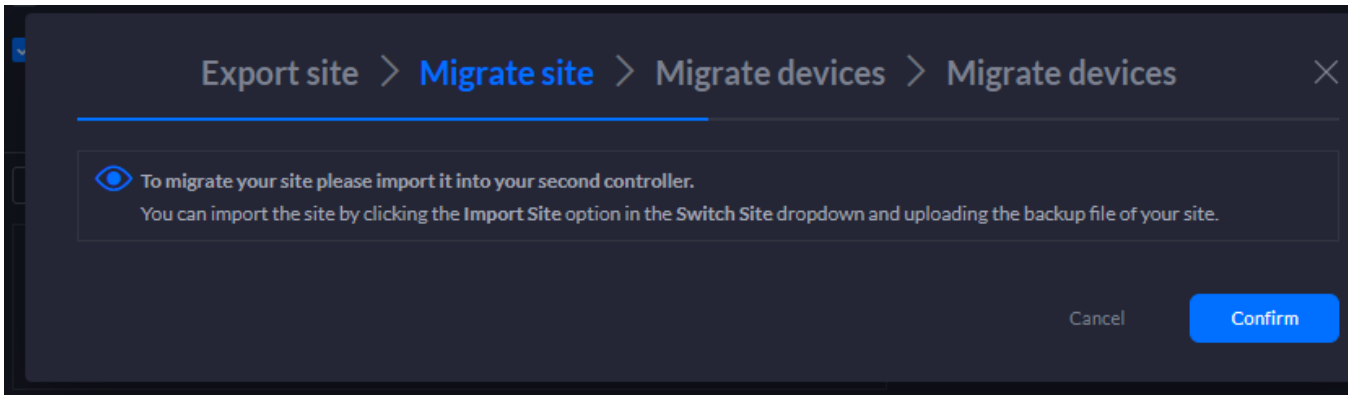 Export site > Migrate site > Migrate devices > Migrate devices
To migrate your site please import it into your second controller.
You can import the site by clicking the Import Site option in the Switch Site dropdown and uploading the backup file of your site.
Cancel
Confirm